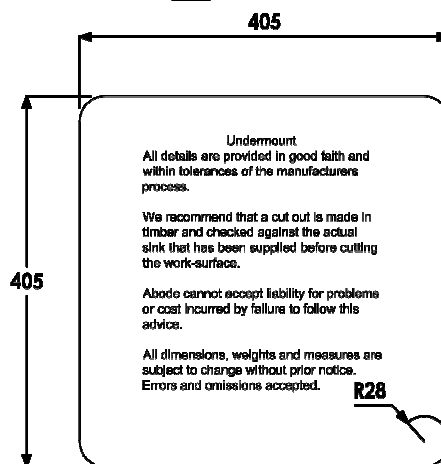 405
Undermount
All details are provided in good faith and
within tolerances of the manufacturers
process.
We recommend that a cut out is made in
timber and checked against the actual
sink that has been supplied before cutting
the work-surface.
405
Abode cannot accept liability for problems
or cost incurred by failure to follow this
advice.
All dimensions, weights and measures are
subject to change without prior notice.
Errors and omissions accepted.
R28